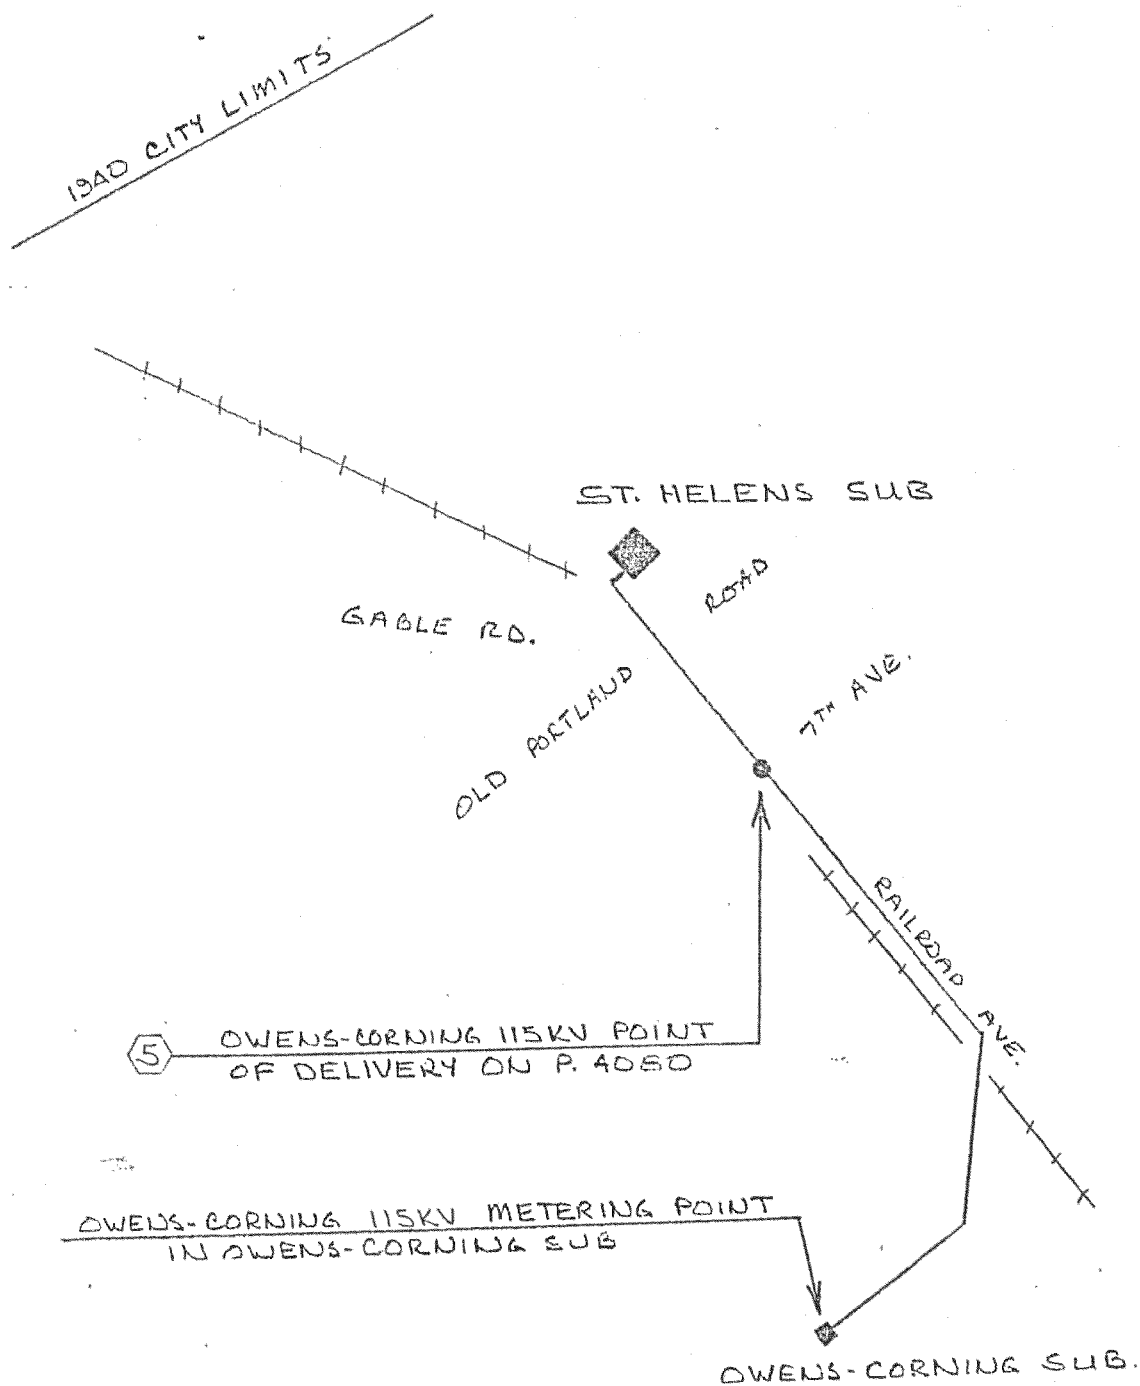 1940 CITY LIMITS
ST. HELENS SUB
GABLE RD.
OLD PORTLAND ROAD
7TH AVE.
RAILROAD AVE.
5
OWENS-CORNING 115KV POINT
OF DELIVERY ON P. 4060
OWENS-CORNING 115KV METERING POINT
IN OWENS-CORNING SUB
OWENS-CORNING SUB.